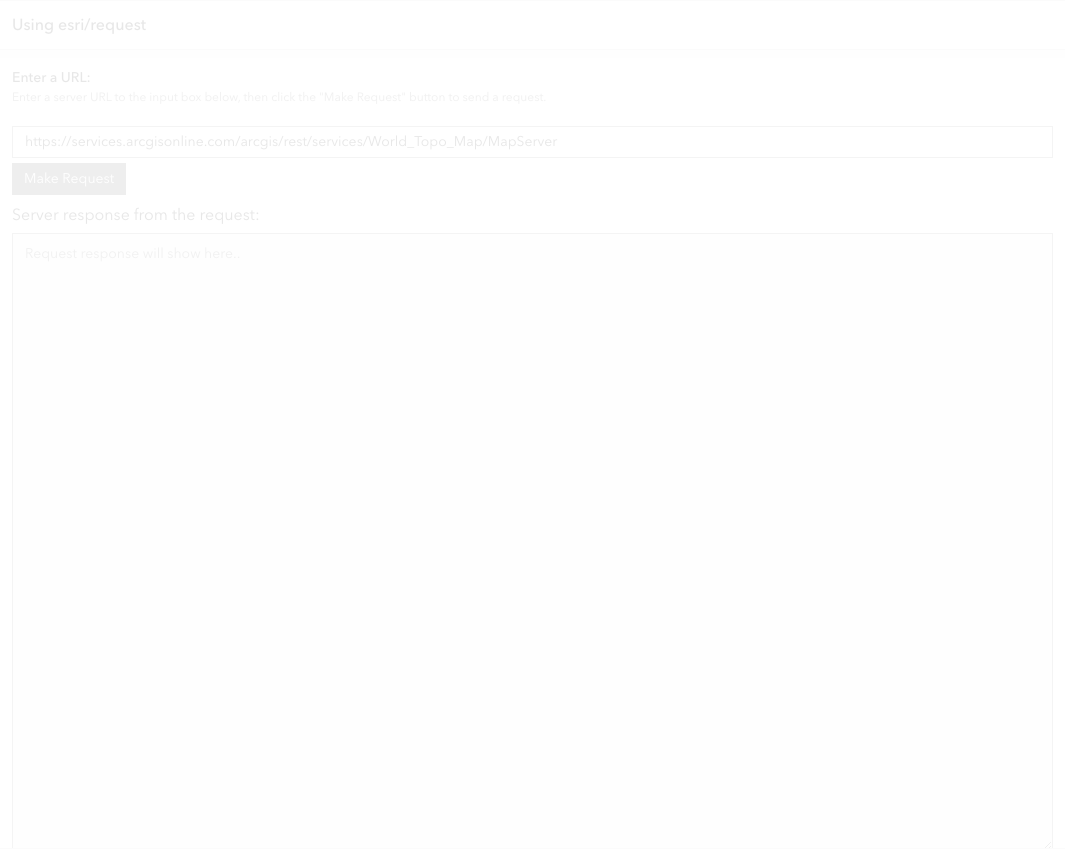 Using esri/request
Enter a URL:
Enter a server URL to the input box below, then click the "Make Request" button to send a request.
https://services.arcgisonline.com/arcgis/rest/services/World_Topo_Map/MapServer
Make Request
Server response from the request:
Request response will show here..